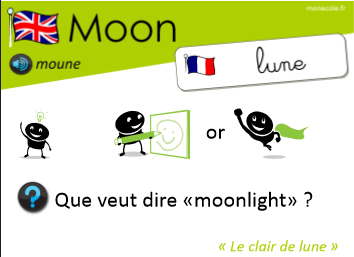 monecole.fr
Moon
moune
lune
or
?
Que veut dire «moonlight» ?
« Le clair de lune »